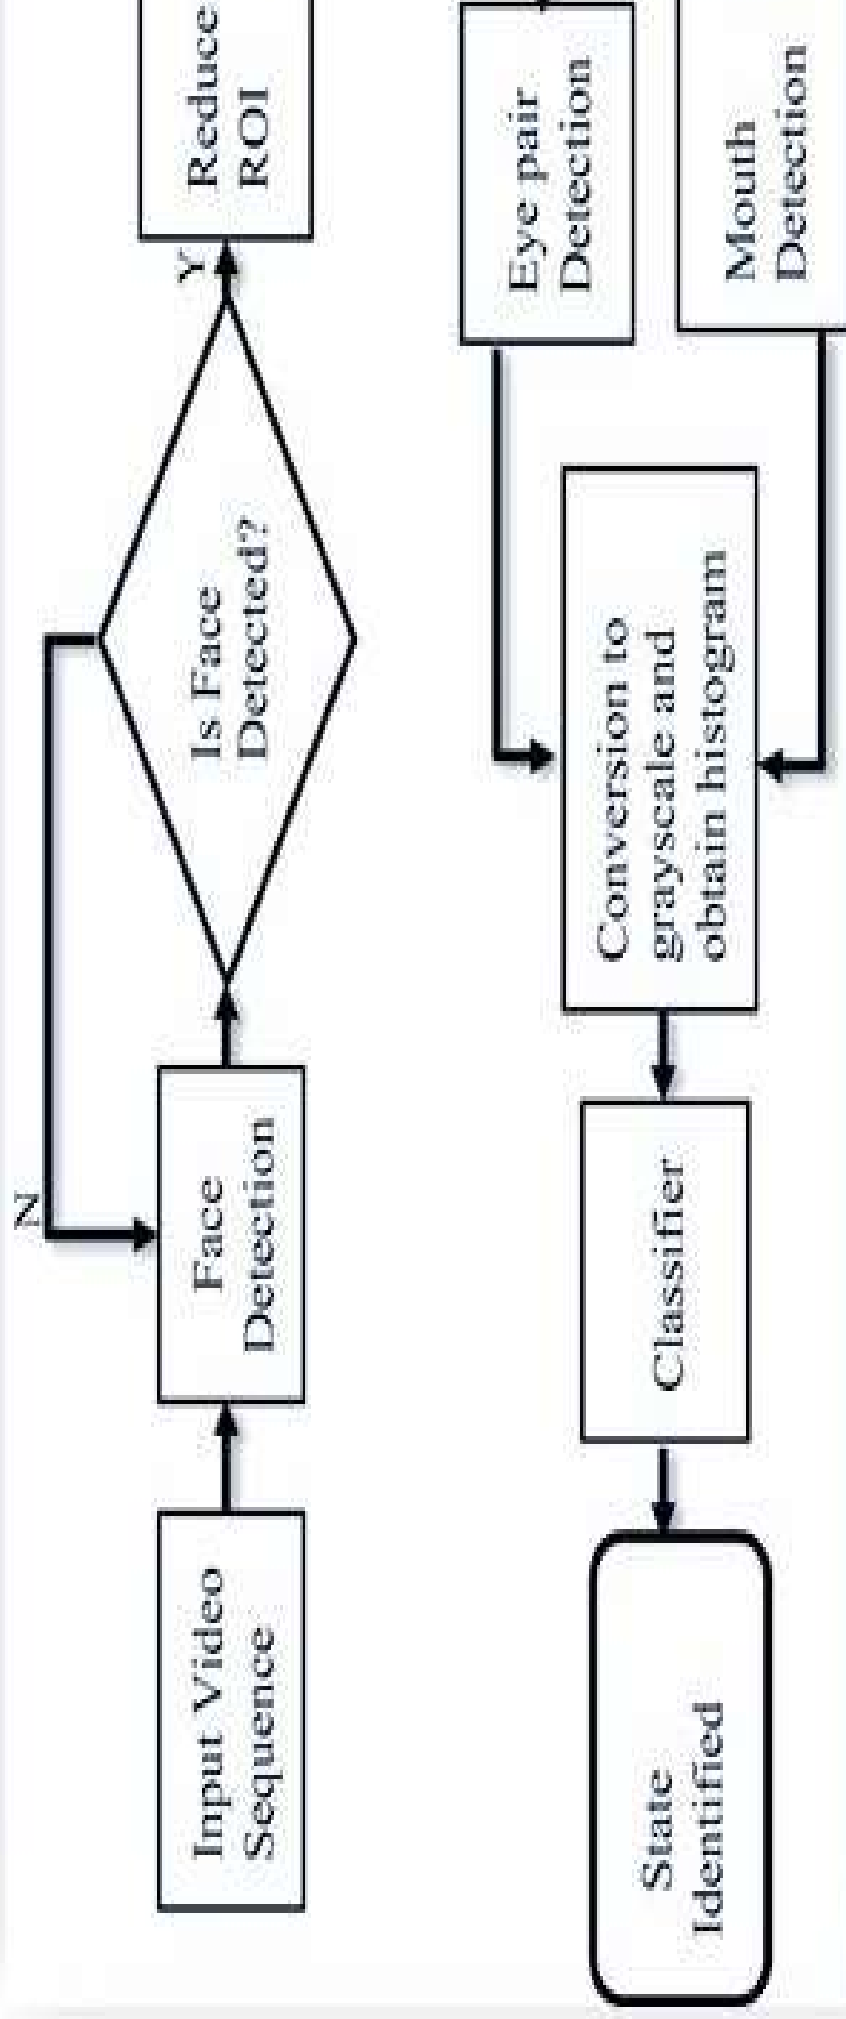 Input Video
Sequence
Face
Detection
N
Is Face
Detected?
Y
Reduce
ROI
Eye pair
Detection
Mouth
Detection
Conversion to
grayscale and
obtain histogram
Classifier
State
Identified